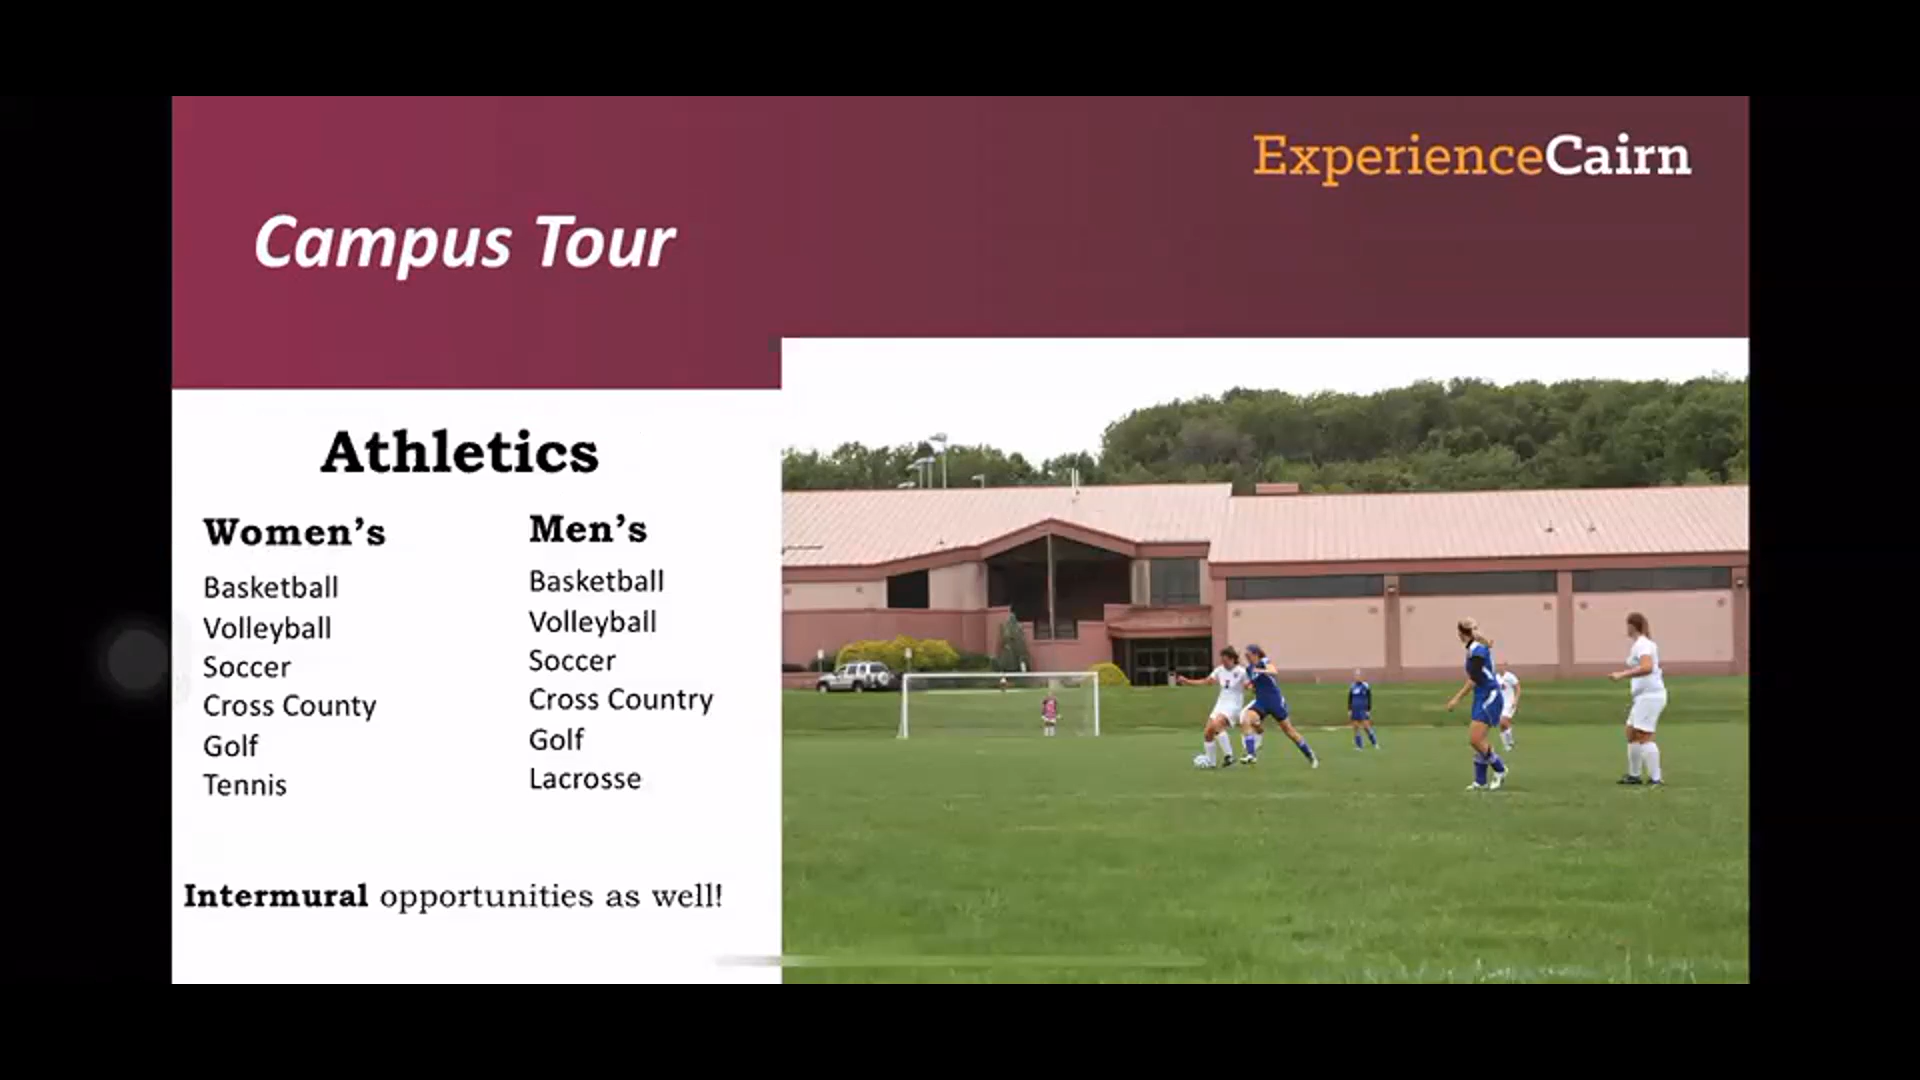 ExperienceCairn
Campus Tour
Athletics
Women's
Basketball
Volleyball
Soccer
Cross County
Golf
Tennis
Men's
Basketball
Volleyball
Soccer
Cross Country
Golf
Lacrosse
Intermural opportunities as well!